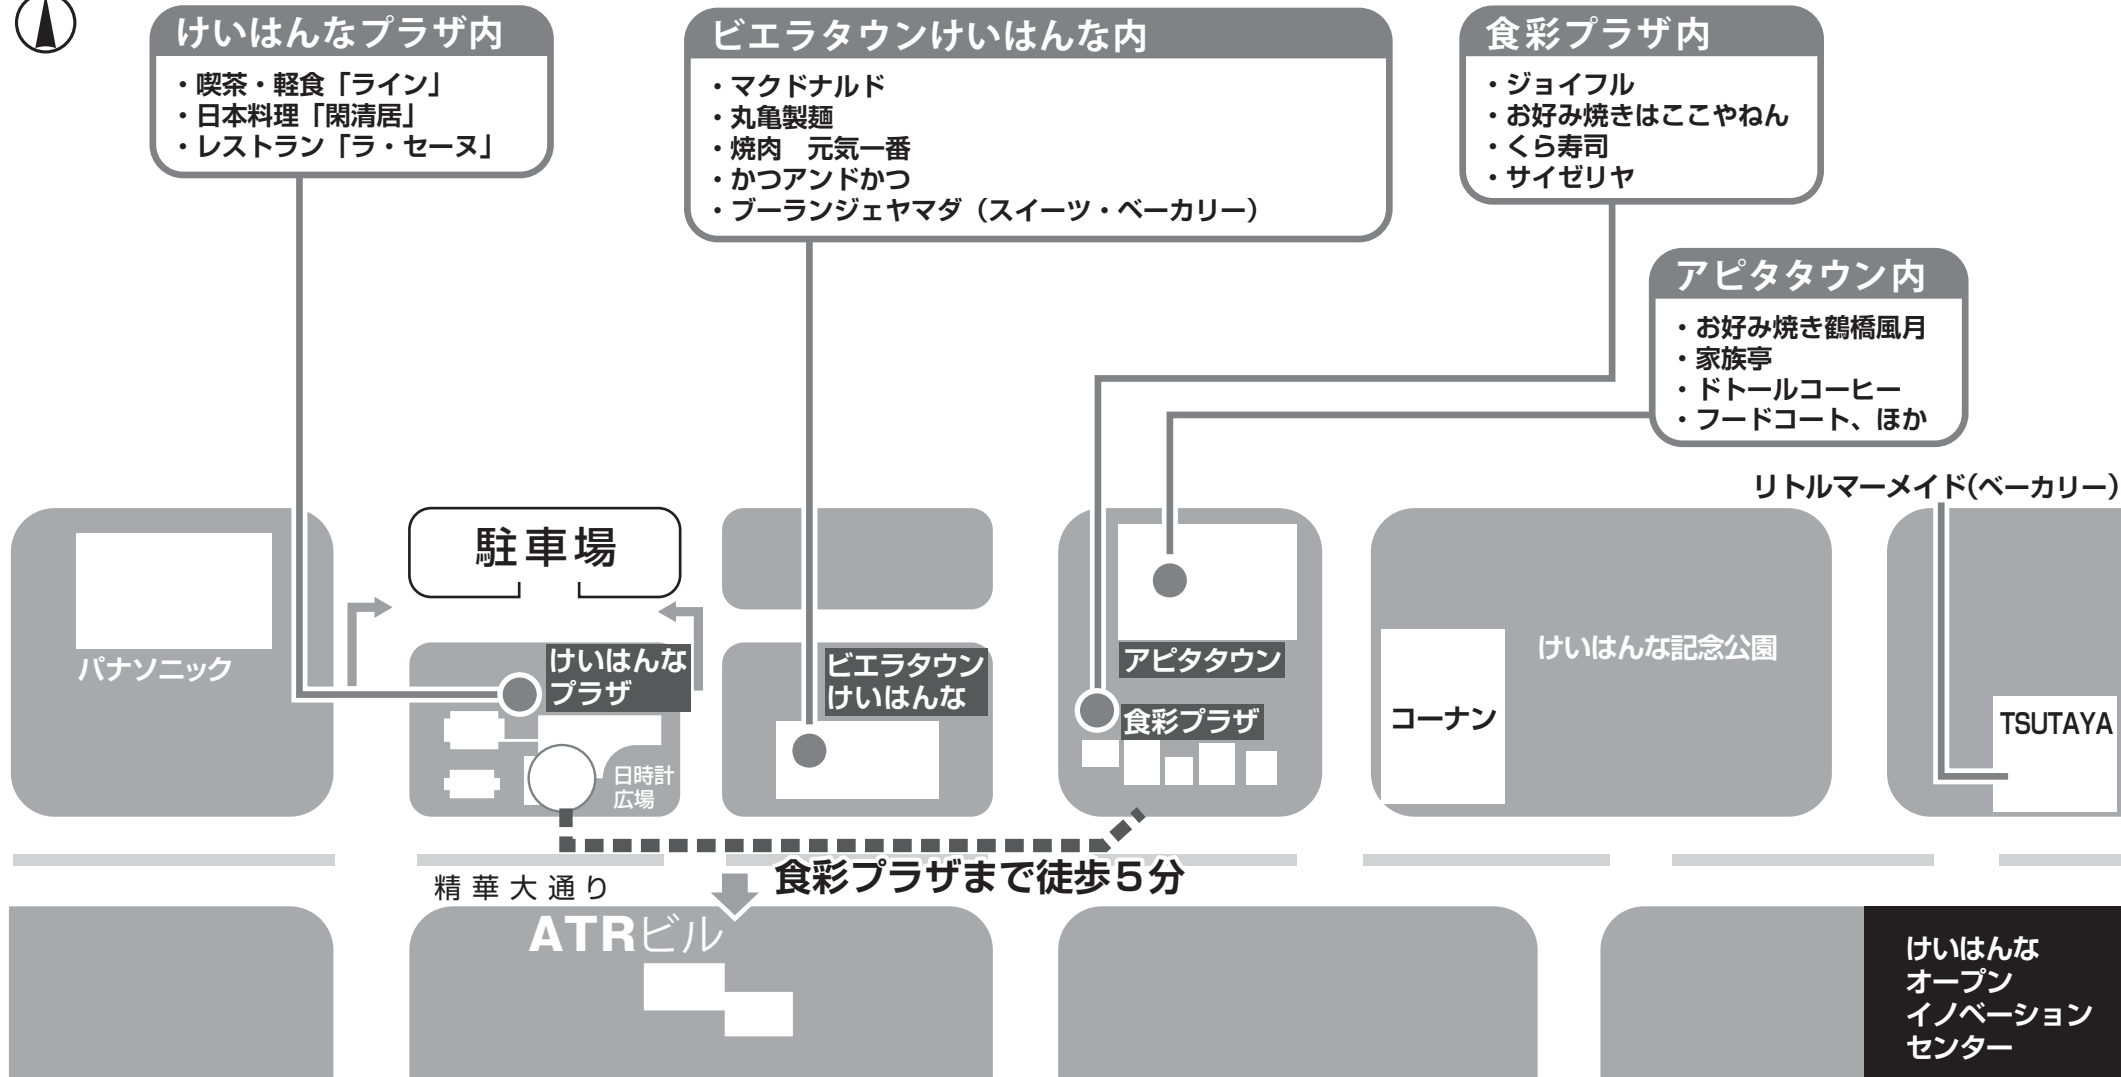 けいはんなプラザ内
・喫茶・軽食「ライン」
・日本料理「閑清居」
・レストラン「ラ・セーヌ」
ビエラタウンけいはんな内
・マクドナルド
・丸亀製麺
・焼肉　元気一番
・かつアンドかつ
・ブーランジェヤマダ（スイーツ・ベーカリー）
食彩プラザ内
・ジョイフル
・お好み焼きはここやねん
・くら寿司
・サイゼリヤ
アピタタウン内
・お好み焼き鶴橋風月
・家族亭
・ドトールコーヒー
・フードコート、ほか
リトルマーメイド(ベーカリー)
駐車場
パナソニック
けいはんな
プラザ
日時計
広場
ビエラタウン
けいはんな
アピタタウン
食彩プラザ
コーナン
けいはんな記念公園
TSUTAYA
食彩プラザまで徒歩5分
精華大通り
ATRビル
けいはんな
オープン
イノベーション
センター